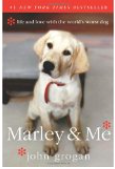 #1 NEW YORK TIMES BESTSELLER
life and love with the world's worst dog
Marley & Me
john grogan